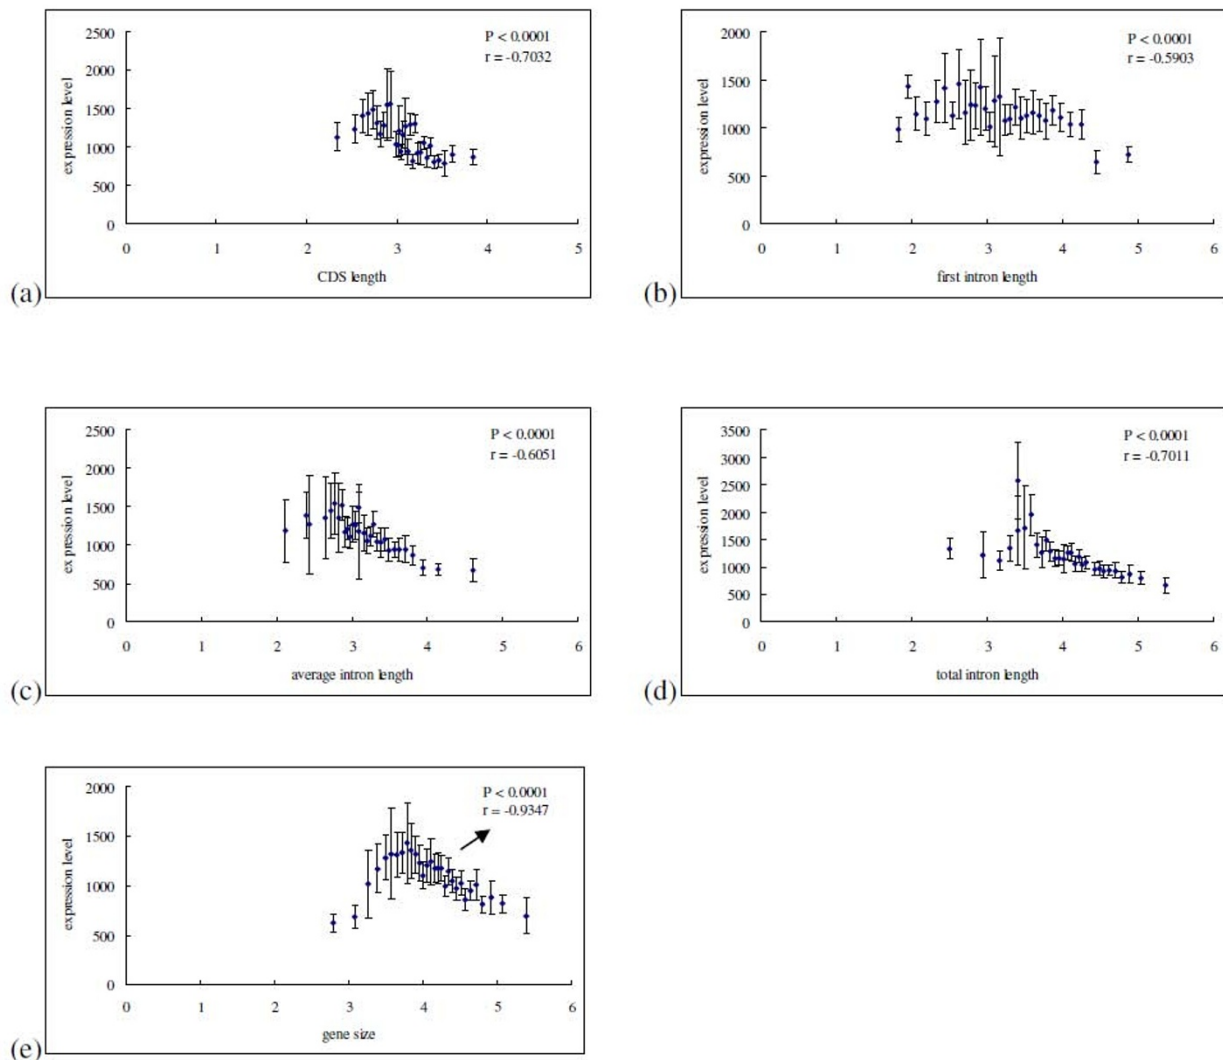 2500
2000
1500
1000
500
0
expression level
P < 0.0001
r = -0.7032
0 1 2 3 4 5
CDS length
(a)
2000
1500
1000
500
0
expression level
P < 0.0001
r = -0.5903
0 1 2 3 4 5 6
first intron length
(b)
2500
2000
1500
1000
500
0
expression level
P < 0.0001
r = -0.6051
0 1 2 3 4 5 6
average intron length
(c)
3500
3000
2500
2000
1500
1000
500
0
expression level
P < 0.0001
r = -0.7011
0 1 2 3 4 5 6
total intron length
(d)
2000
1500
1000
500
0
expression level
P < 0.0001
r = -0.9347
0 1 2 3 4 5 6
gene size
(e)